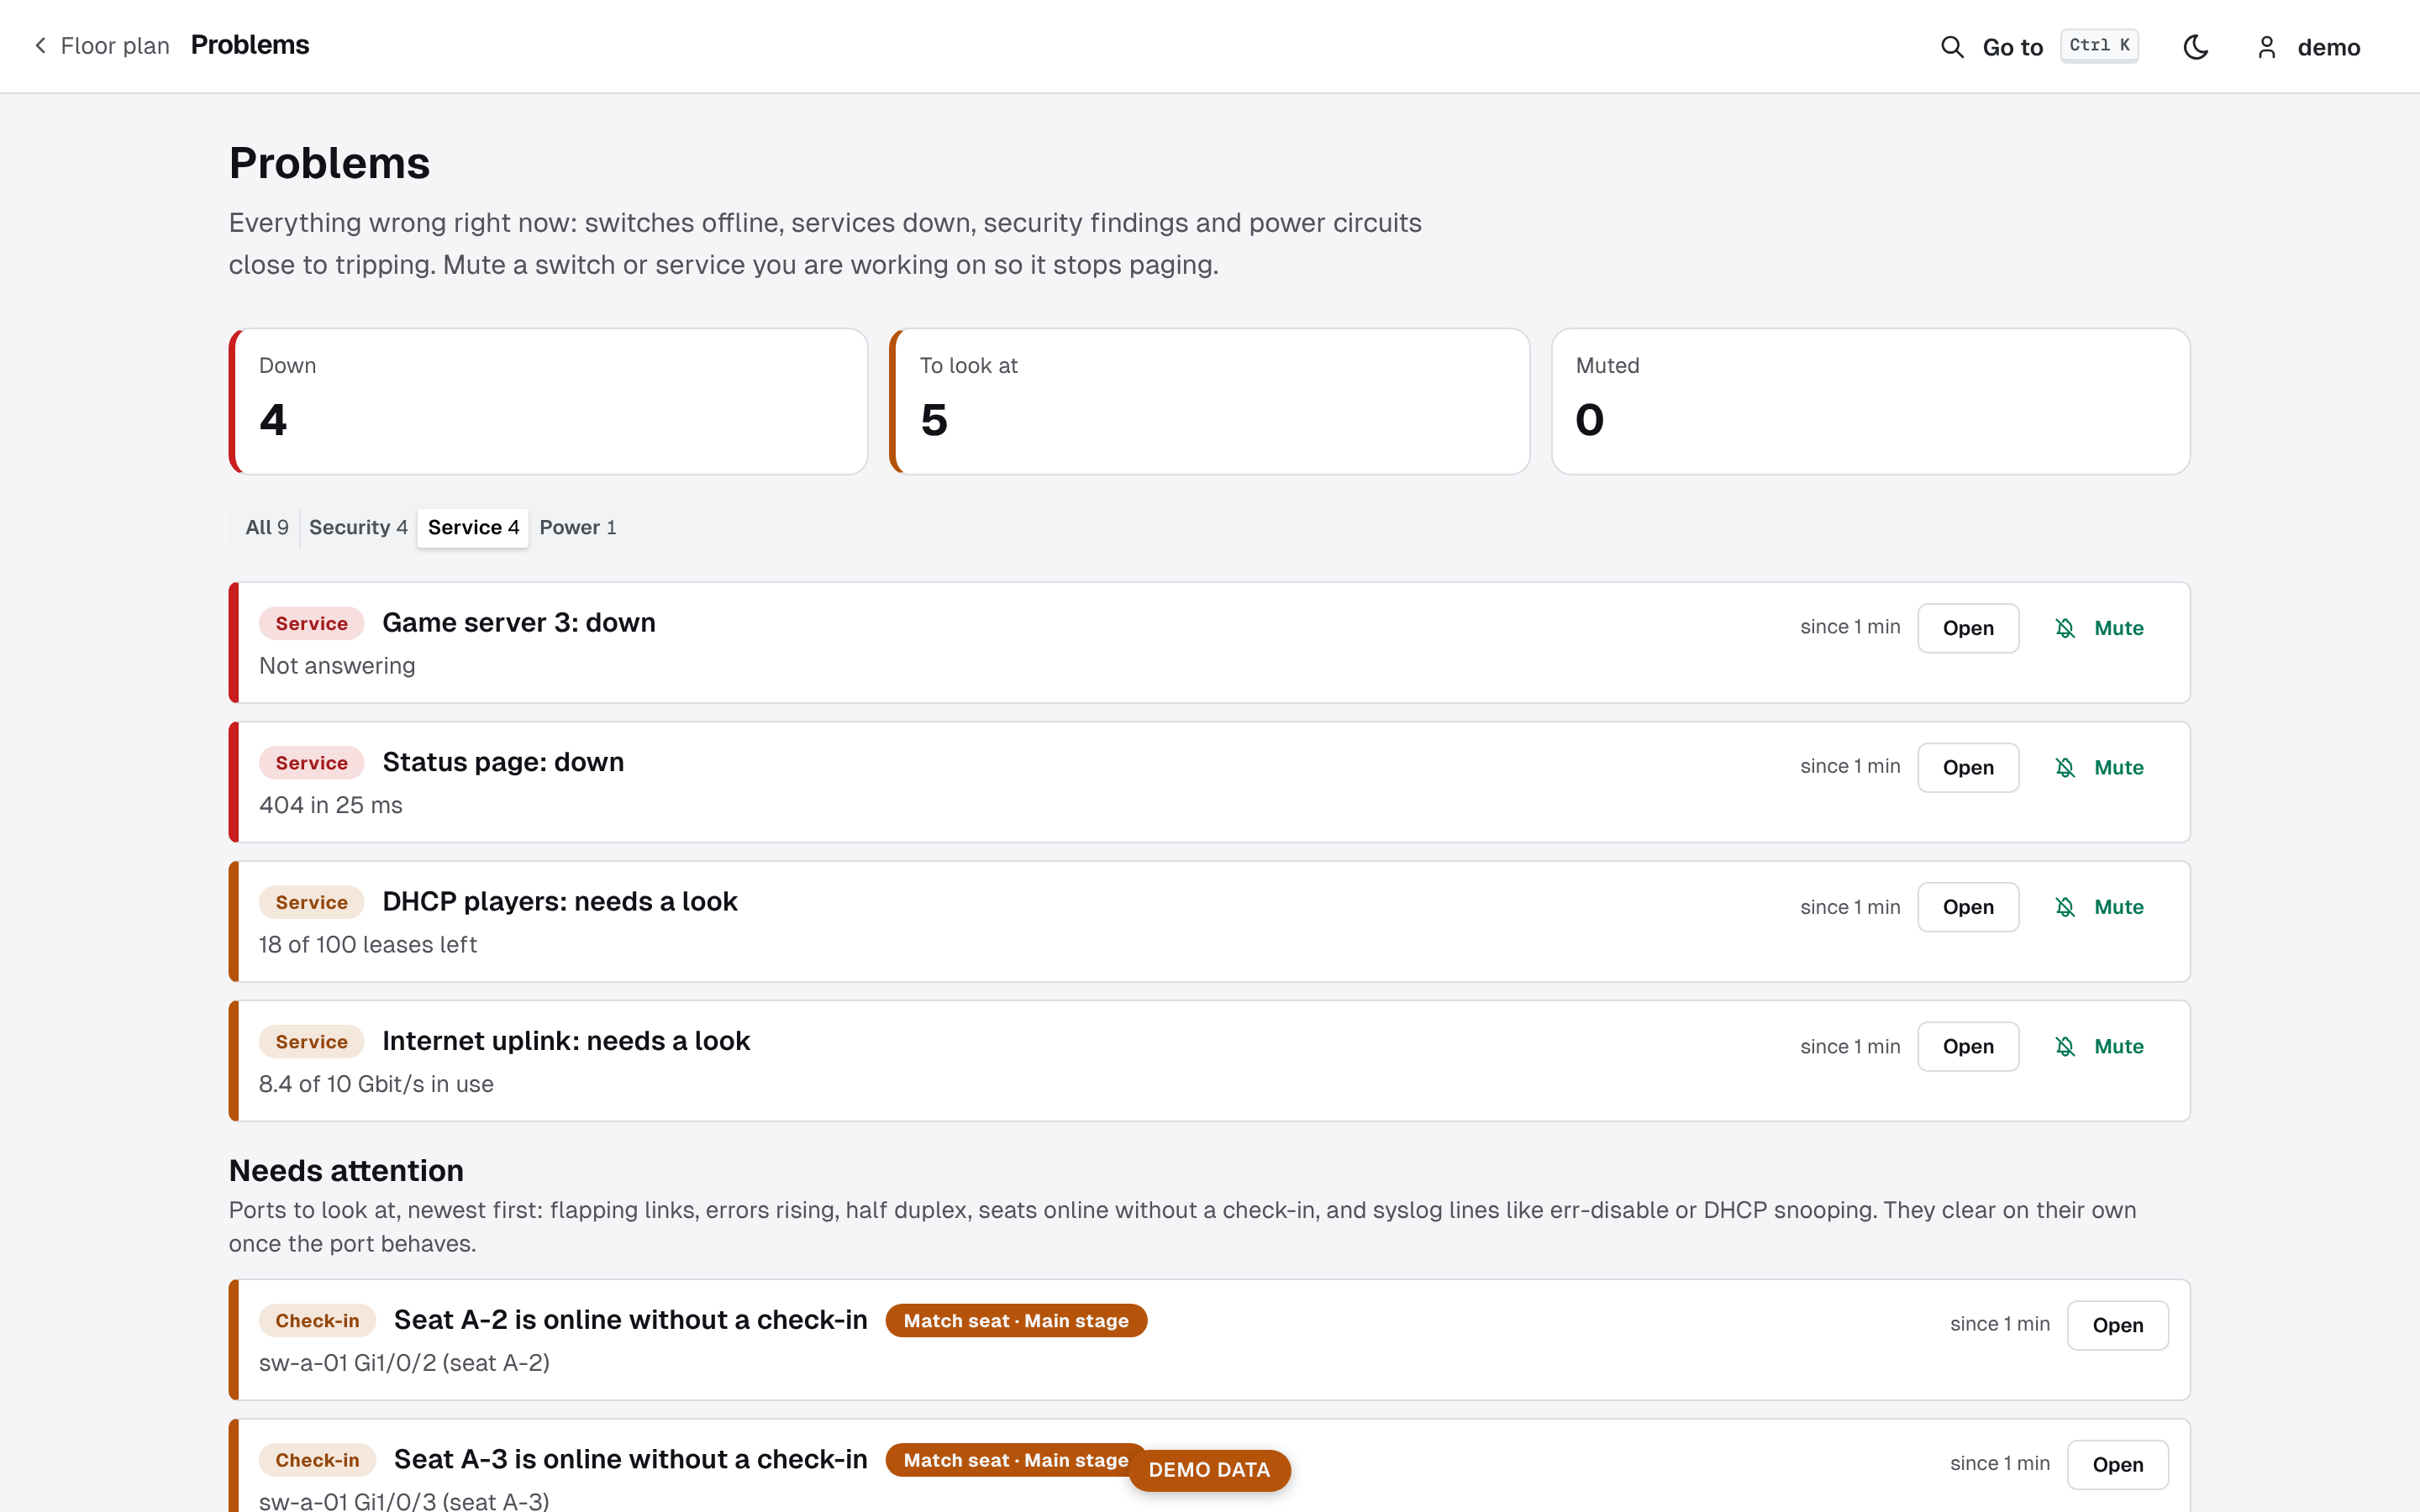 Floor plan Problems Go to Ctrl K demo
Problems
Everything wrong right now: switches offline, services down, security findings and power circuits
close to tripping. Mute a switch or service you are working on so it stops paging.
Down To look at Muted
4 5 0
All 9 Security 4 Service 4 Power 1
Service Game server 3: down since 1 min Open Mute
Not answering
Service Status page: down since 1 min Open Mute
404 in 25 ms
Service DHCP players: needs a look since 1 min Open Mute
18 of 100 leases left
Service Internet uplink: needs a look since 1 min Open Mute
8.4 of 10 Gbit/s in use
Needs attention
Ports to look at, newest first: flapping links, errors rising, half duplex, seats online without a check-in, and syslog lines like err-disable or DHCP snooping. They clear on their own
once the port behaves.
Check-in Seat A-2 is online without a check-in Match seat · Main stage since 1 min Open
sw-a-01 Gi1/0/2 (seat A-2)
Check-in Seat A-3 is online without a check-in Match seat · Main stage since 1 min Open
DEMO DATA
sw-a-01 Gi1/0/3 (seat A-3)